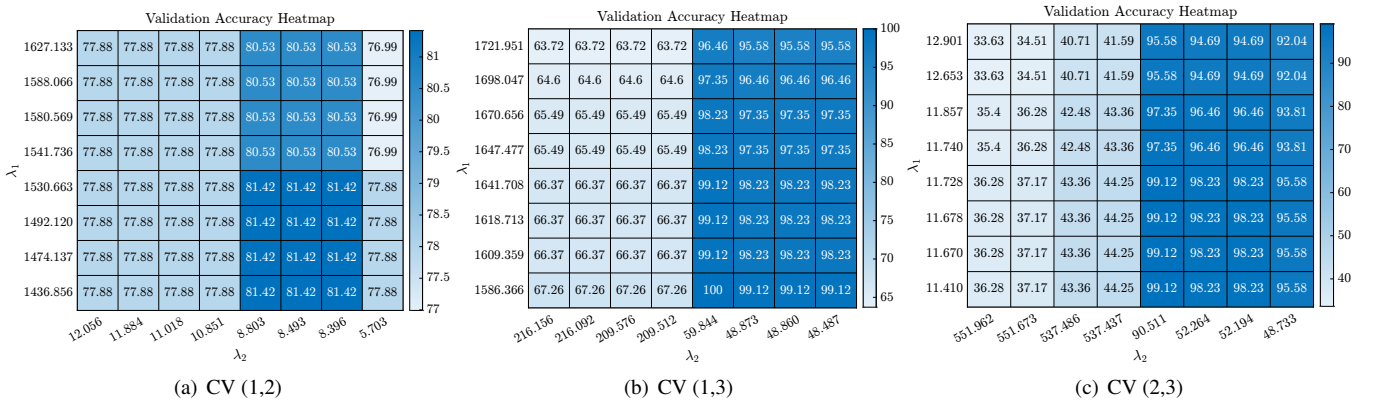 Validation Accuracy Heatmap
1627.133 77.88 77.88 77.88 77.88 80.53 80.53 80.53 76.99
1588.066 77.88 77.88 77.88 77.88 80.53 80.53 80.53 76.99
1580.569 77.88 77.88 77.88 77.88 80.53 80.53 80.53 76.99
1541.736 77.88 77.88 77.88 77.88 80.53 80.53 80.53 76.99
1530.663 77.88 77.88 77.88 77.88 81.42 81.42 81.42 77.88
1492.120 77.88 77.88 77.88 77.88 81.42 81.42 81.42 77.88
1474.137 77.88 77.88 77.88 77.88 81.42 81.42 81.42 77.88
1436.856 77.88 77.88 77.88 77.88 81.42 81.42 81.42 77.88
λ1
12.056 11.884 11.018 10.851 8.803 8.493 8.396 5.703
λ2
81
80.5
80
79.5
79
78.5
78
77.5
77
(a) CV (1,2)
Validation Accuracy Heatmap
1721.951 63.72 63.72 63.72 63.72 96.46 95.58 95.58 95.58
1698.047 64.6 64.6 64.6 64.6 97.35 96.46 96.46 96.46
1670.656 65.49 65.49 65.49 65.49 98.23 97.35 97.35 97.35
1647.477 65.49 65.49 65.49 65.49 98.23 97.35 97.35 97.35
1641.708 66.37 66.37 66.37 66.37 99.12 98.23 98.23 98.23
1618.713 66.37 66.37 66.37 66.37 99.12 98.23 98.23 98.23
1609.359 66.37 66.37 66.37 66.37 99.12 98.23 98.23 98.23
1586.366 67.26 67.26 67.26 67.26 100 99.12 99.12 99.12
λ1
216.156 216.092 209.576 209.512 59.844 48.873 48.860 48.487
λ2
100
95
90
85
80
75
70
65
(b) CV (1,3)
Validation Accuracy Heatmap
12.901 33.63 34.51 40.71 41.59 95.58 94.69 94.69 92.04
12.653 33.63 34.51 40.71 41.59 95.58 94.69 94.69 92.04
11.857 35.4 36.28 42.48 43.36 97.35 96.46 96.46 93.81
11.740 35.4 36.28 42.48 43.36 97.35 96.46 96.46 93.81
11.728 36.28 37.17 43.36 44.25 99.12 98.23 98.23 95.58
11.678 36.28 37.17 43.36 44.25 99.12 98.23 98.23 95.58
11.670 36.28 37.17 43.36 44.25 99.12 98.23 98.23 95.58
11.410 36.28 37.17 43.36 44.25 99.12 98.23 98.23 95.58
λ1
551.962 551.673 537.486 537.437 90.511 52.264 52.194 48.733
λ2
90
80
70
60
50
40
(c) CV (2,3)